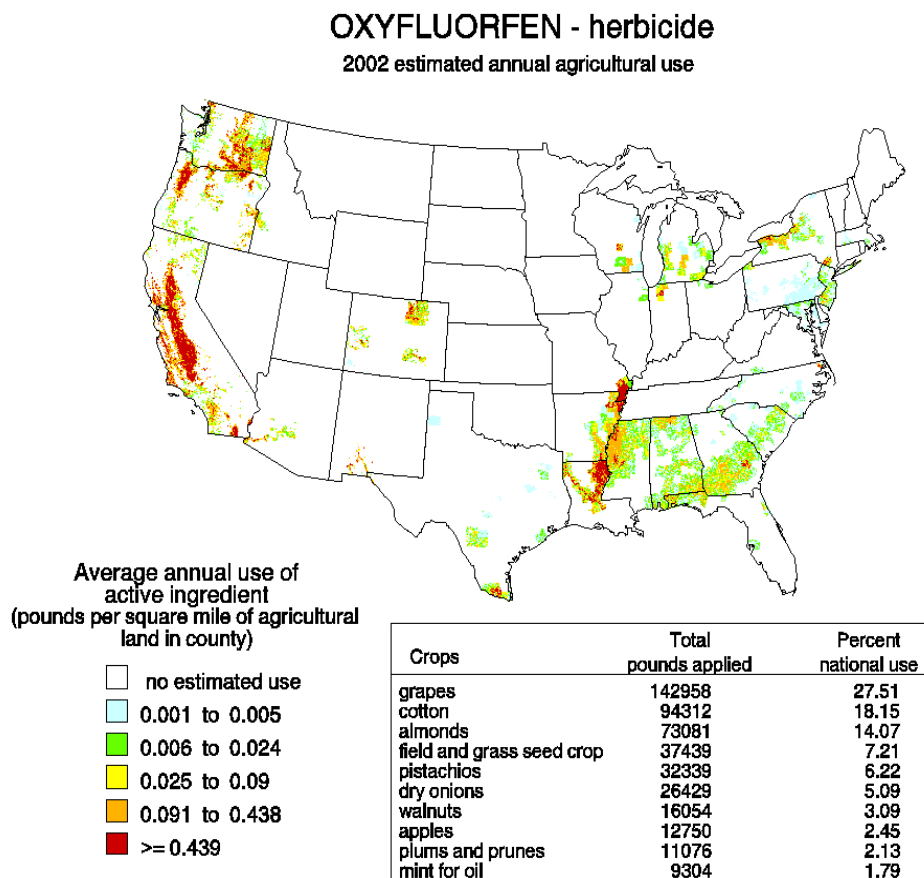 OXYFLUORFEN - herbicide
2002 estimated annual agricultural use
Average annual use of
active ingredient
(pounds per square mile of agricultural
land in county)
no estimated use
0.001 to 0.005
0.006 to 0.024
0.025 to 0.09
0.091 to 0.438
>= 0.439
Crops Total pounds applied Percent national use
grapes 142958 27.51
cotton 94312 18.15
almonds 73081 14.07
field and grass seed crop 37439 7.21
pistachios 32339 6.22
dry onions 26429 5.09
walnuts 16054 3.09
apples 12750 2.45
plums and prunes 11076 2.13
mint for oil 9304 1.79